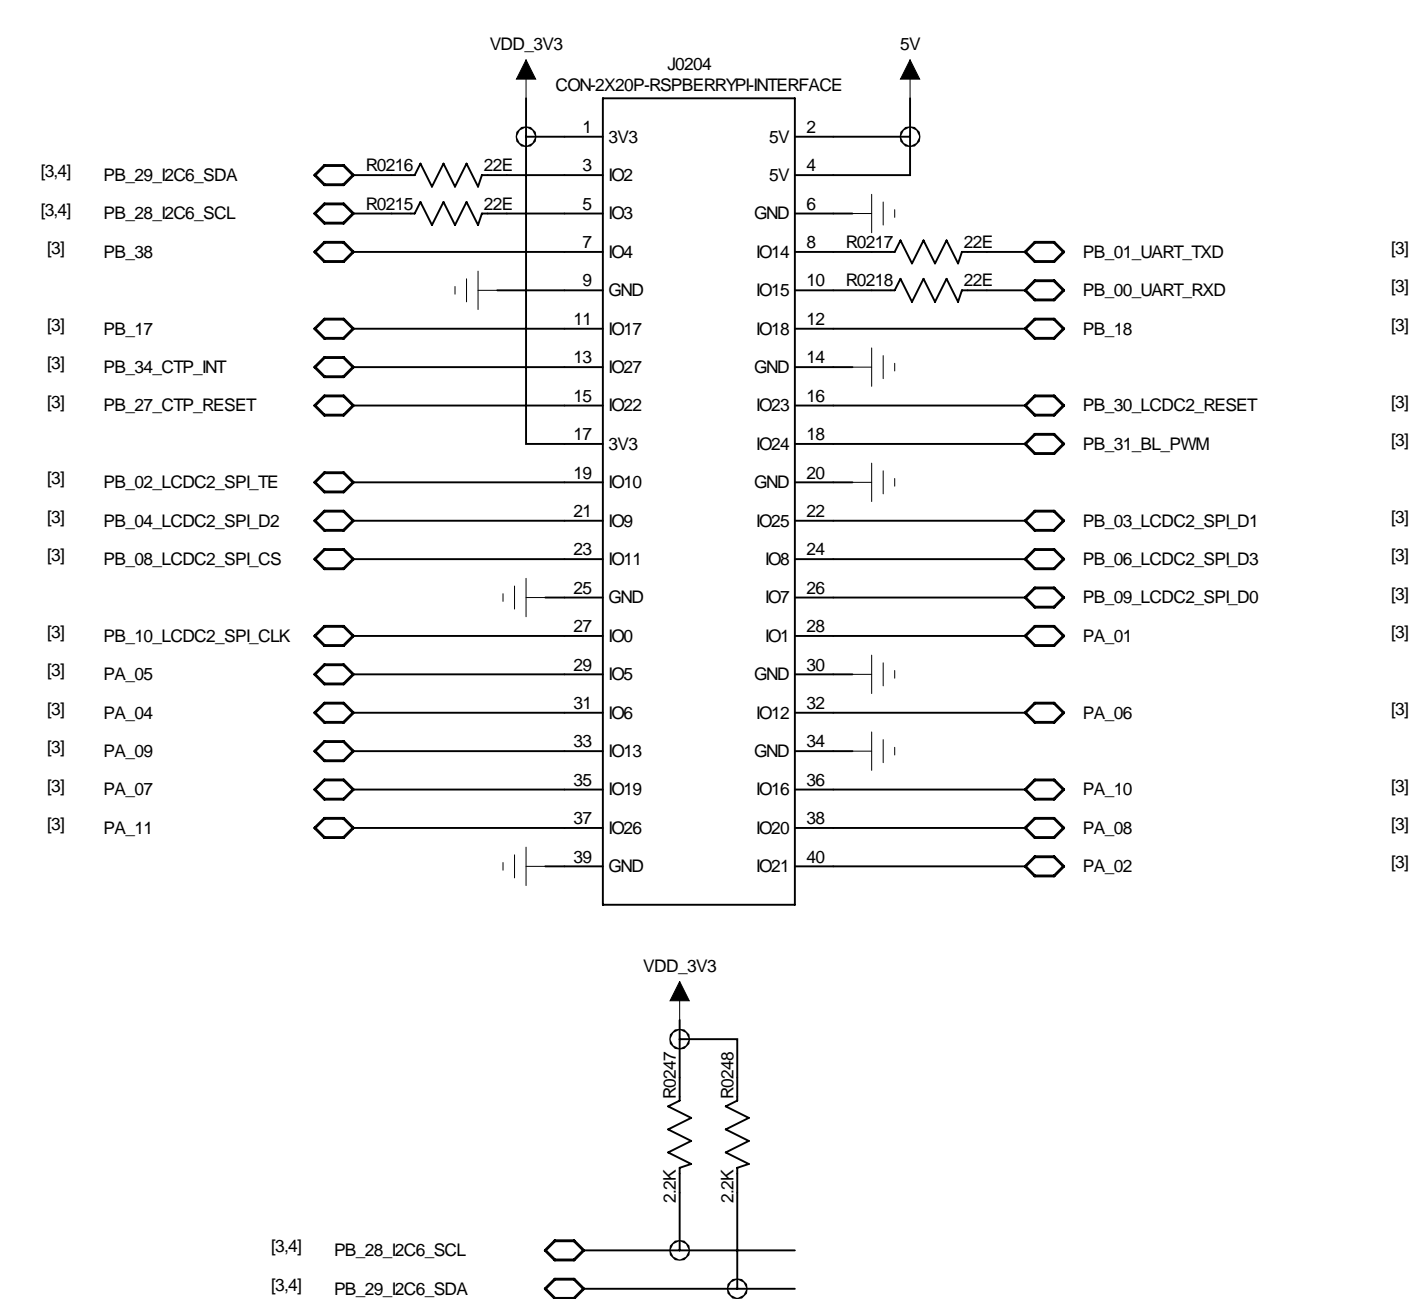 VDD_3V3 5V
J0204
CON-2X20P-RSPBERRYPI-INTERFACE
1 3V3 5V 2
[3,4] PB_29_I2C6_SDA R0216 22E 3 IO2 5V 4
[3,4] PB_28_I2C6_SCL R0215 22E 5 IO3 GND 6
[3] PB_38 7 IO4 IO14 8 R0217 22E PB_01_UART_TXD [3]
9 GND IO15 10 R0218 22E PB_00_UART_RXD [3]
[3] PB_17 11 IO17 IO18 12 PB_18 [3]
[3] PB_34_CTP_INT 13 IO27 GND 14
[3] PB_27_CTP_RESET 15 IO22 IO23 16 PB_30_LCDC2_RESET [3]
17 3V3 IO24 18 PB_31_BL_PWM [3]
[3] PB_02_LCDC2_SPI_TE 19 IO10 GND 20
[3] PB_04_LCDC2_SPI_D2 21 IO9 IO25 22 PB_03_LCDC2_SPI_D1 [3]
[3] PB_08_LCDC2_SPI_CS 23 IO11 IO8 24 PB_06_LCDC2_SPI_D3 [3]
25 GND IO7 26 PB_09_LCDC2_SPI_D0 [3]
[3] PB_10_LCDC2_SPI_CLK 27 IO0 IO1 28 PA_01 [3]
[3] PA_05 29 IO5 GND 30
[3] PA_04 31 IO6 IO12 32 PA_06 [3]
[3] PA_09 33 IO13 GND 34
[3] PA_07 35 IO19 IO16 36 PA_10 [3]
[3] PA_11 37 IO26 IO20 38 PA_08 [3]
39 GND IO21 40 PA_02 [3]
VDD_3V3
R0247 R0248
2.2K 2.2K
[3,4] PB_28_I2C6_SCL
[3,4] PB_29_I2C6_SDA